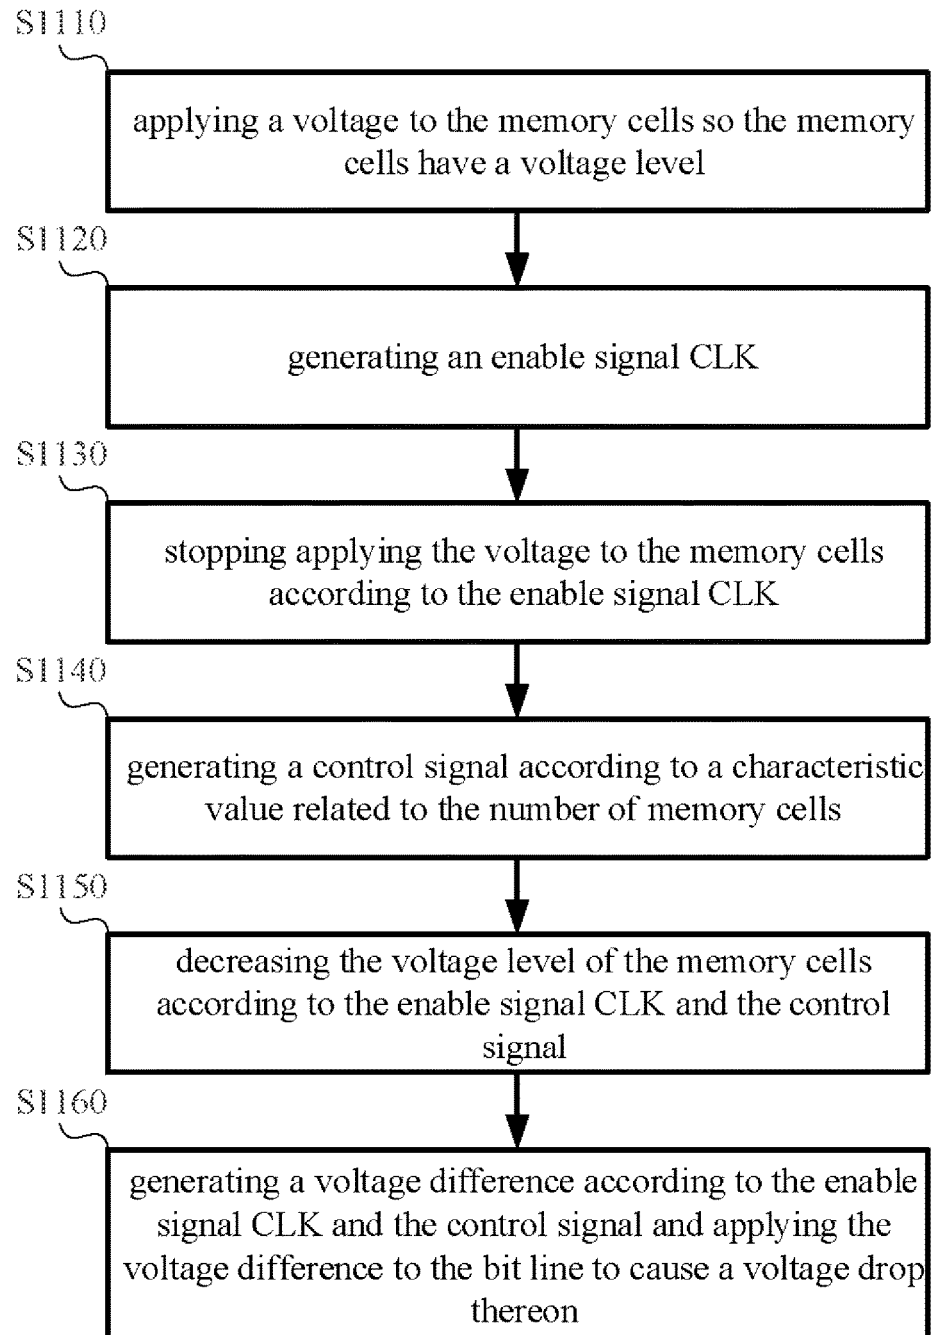 S1110
applying a voltage to the memory cells so the memory
cells have a voltage level
S1120
generating an enable signal CLK
S1130
stopping applying the voltage to the memory cells
according to the enable signal CLK
S1140
generating a control signal according to a characteristic
value related to the number of memory cells
S1150
decreasing the voltage level of the memory cells
according to the enable signal CLK and the control
signal
S1160
generating a voltage difference according to the enable
signal CLK and the control signal and applying the
voltage difference to the bit line to cause a voltage drop
thereon